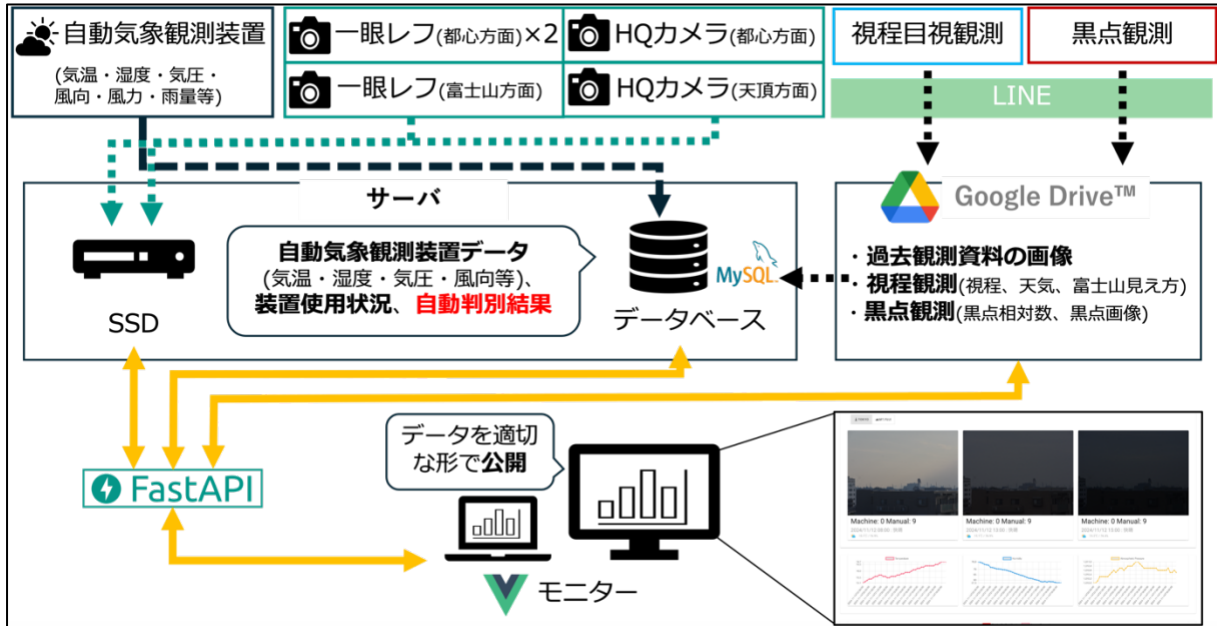 自動気象観測装置
(気温・湿度・気圧・
風向・風力・雨量等)
一眼レフ(都心方面)×2
HQカメラ(都心方面)
一眼レフ(富士山方面)
HQカメラ(天頂方面)
視程目視観測
黒点観測
LINE
サーバ
SSD
自動気象観測装置データ
(気温・湿度・気圧・風向等)、
装置使用状況、自動判別結果
MySQL
データベース
Google Drive™
・過去観測資料の画像
・視程観測(視程、天気、富士山見え方)
・黒点観測(黒点相対数、黒点画像)
FastAPI
データを適切
な形で公開
モニター
Machine: 0 Manual: 9
Machine: 0 Manual: 9
Machine: 0 Manual: 9